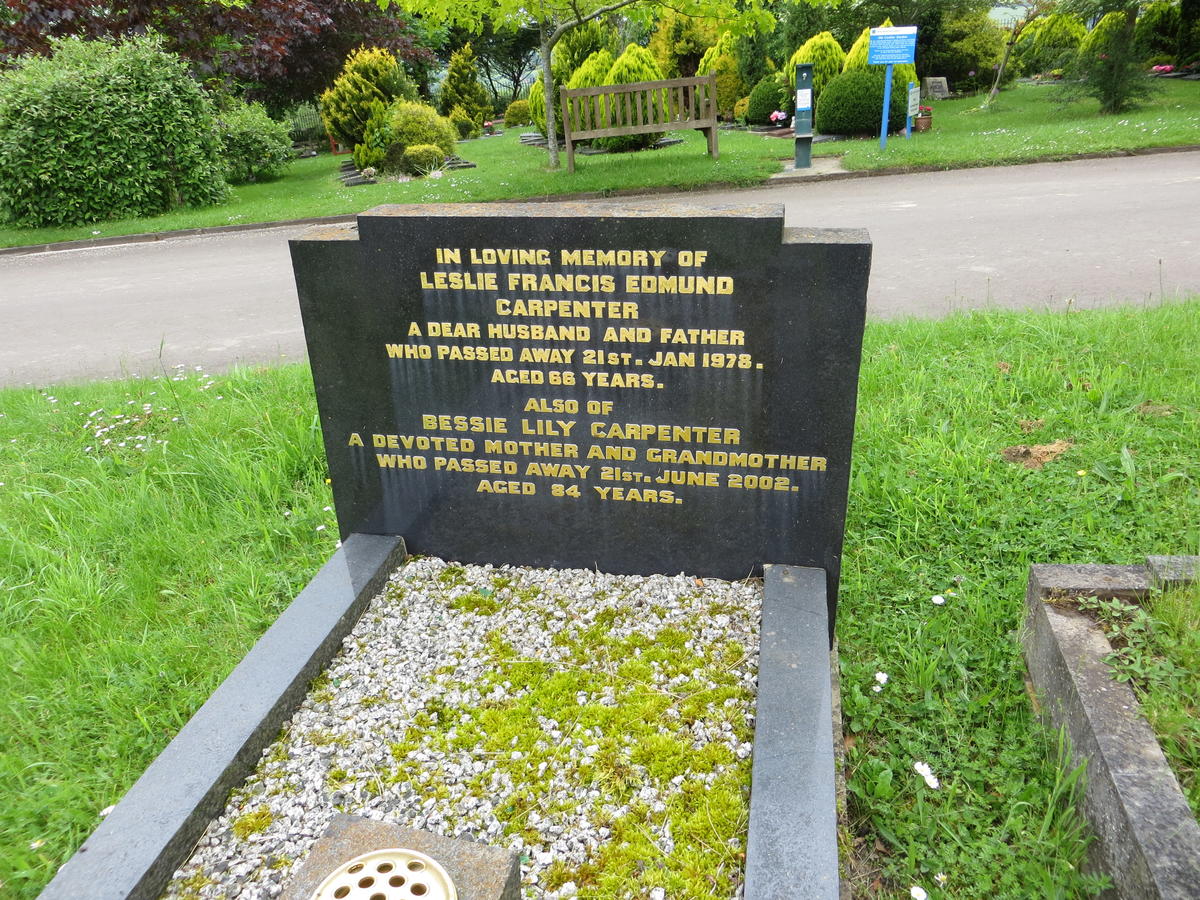 IN LOVING MEMORY OF
LESLIE FRANCIS EDMUND
CARPENTER
A DEAR HUSBAND AND FATHER
WHO PASSED AWAY 21ST. JAN 1978.
AGED 66 YEARS.
ALSO OF
BESSIE LILY CARPENTER
A DEVOTED MOTHER AND GRANDMOTHER
WHO PASSED AWAY 21ST. JUNE 2002.
AGED 84 YEARS.